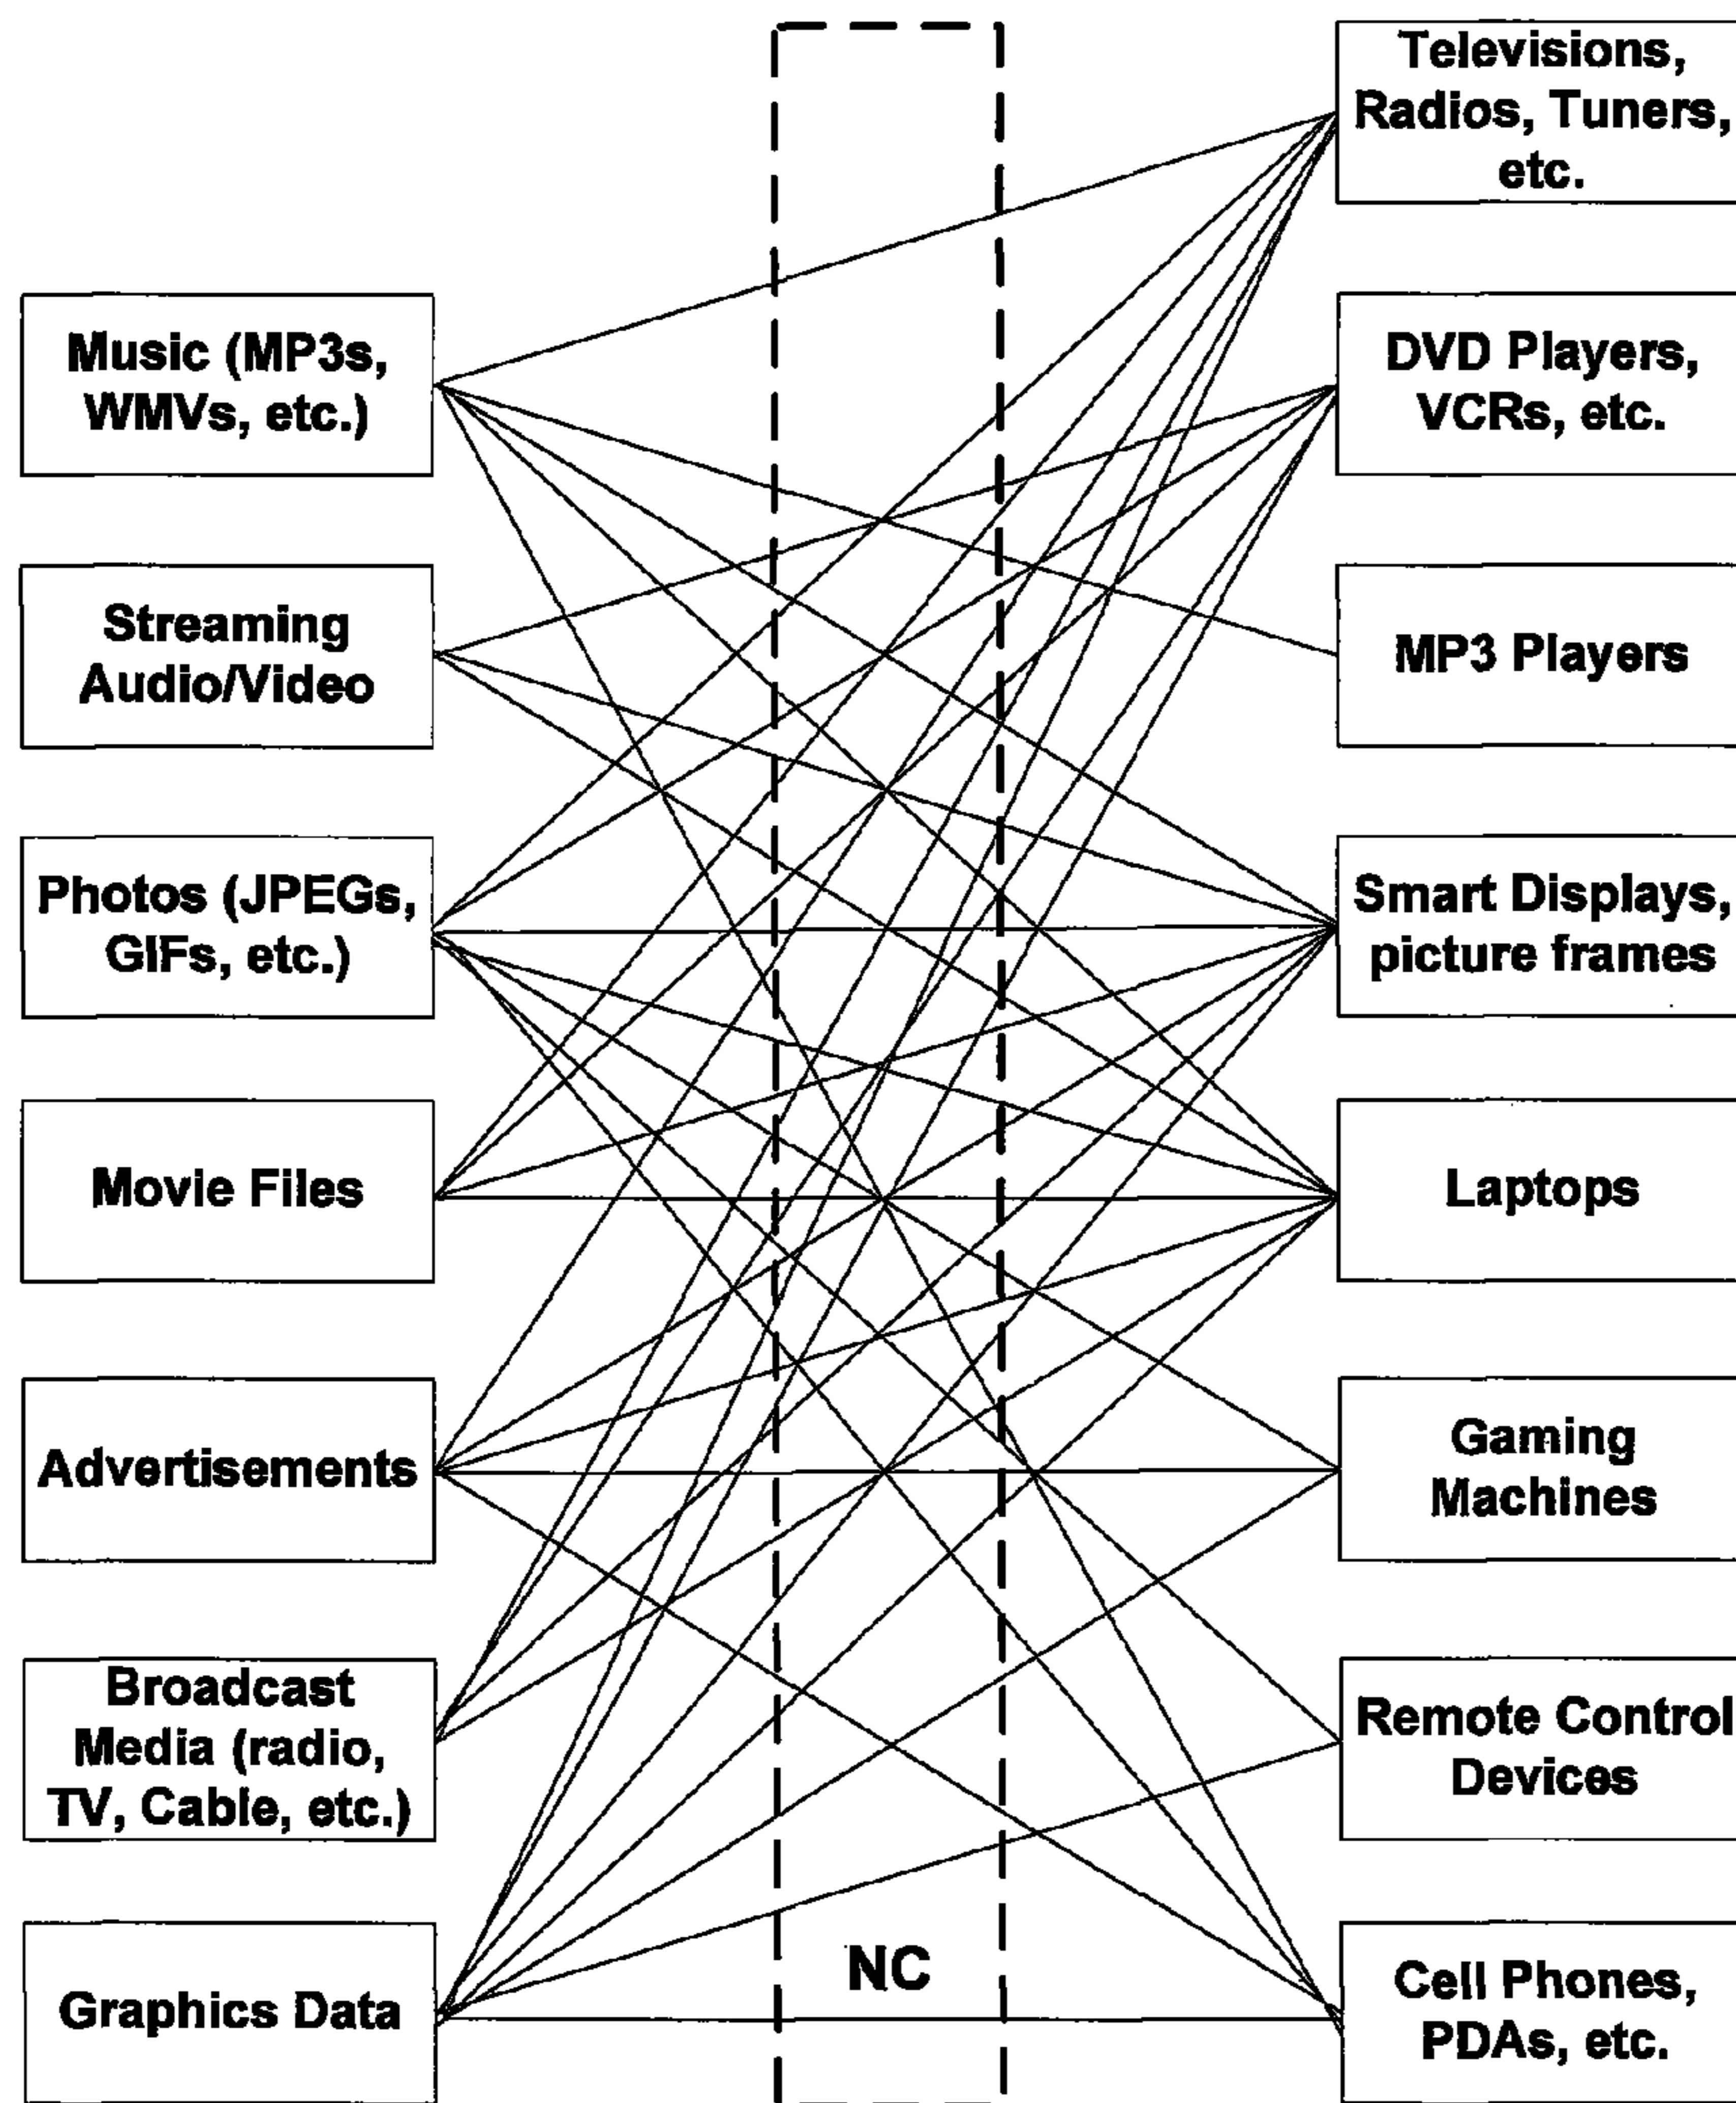 Televisions,
Radios, Tuners,
etc.
Music (MP3s,
WMVs, etc.)
DVD Players,
VCRs, etc.
Streaming
Audio/Video
MP3 Players
Photos (JPEGs,
GIFs, etc.)
Smart Displays,
picture frames
Movie Files
Laptops
Advertisements
Gaming
Machines
Broadcast
Media (radio,
TV, Cable, etc.)
Remote Control
Devices
Graphics Data
NC
Cell Phones,
PDAs, etc.